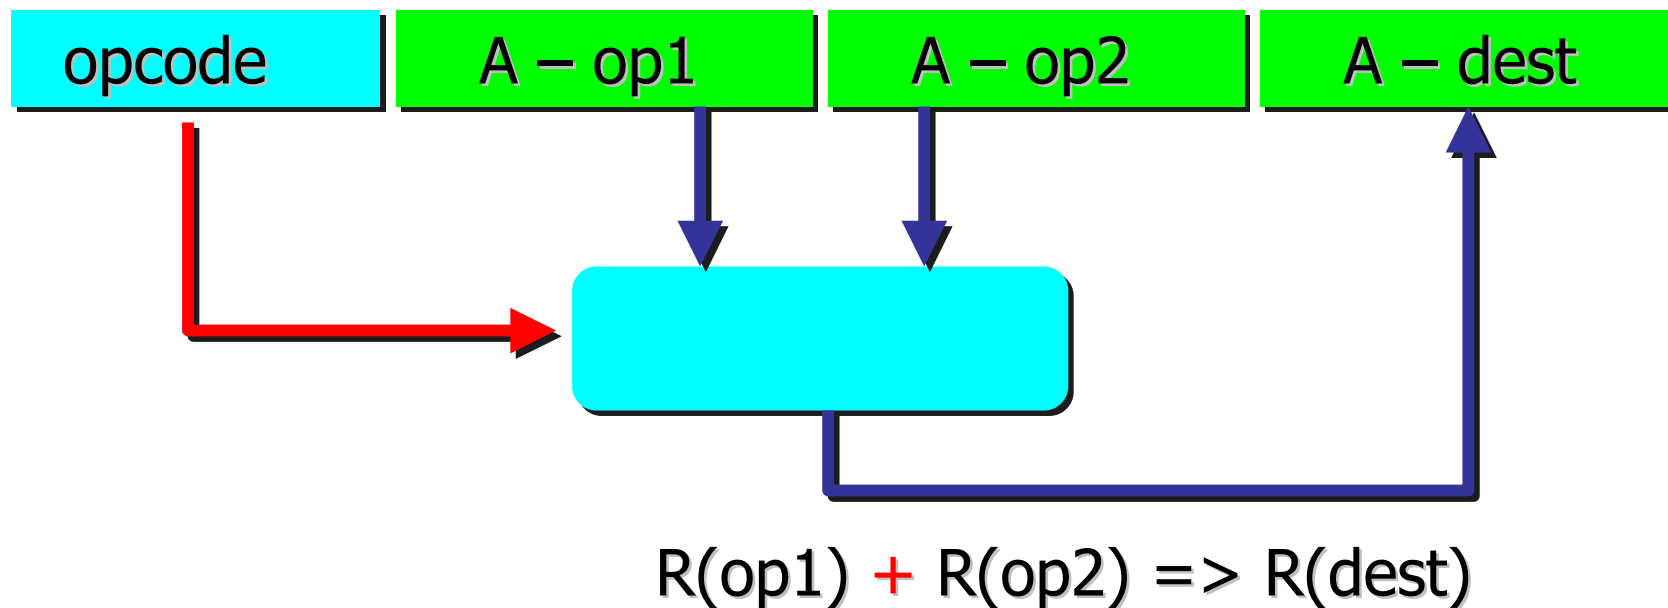 opcode A – op1 A – op2 A – dest
R(op1) + R(op2) => R(dest)